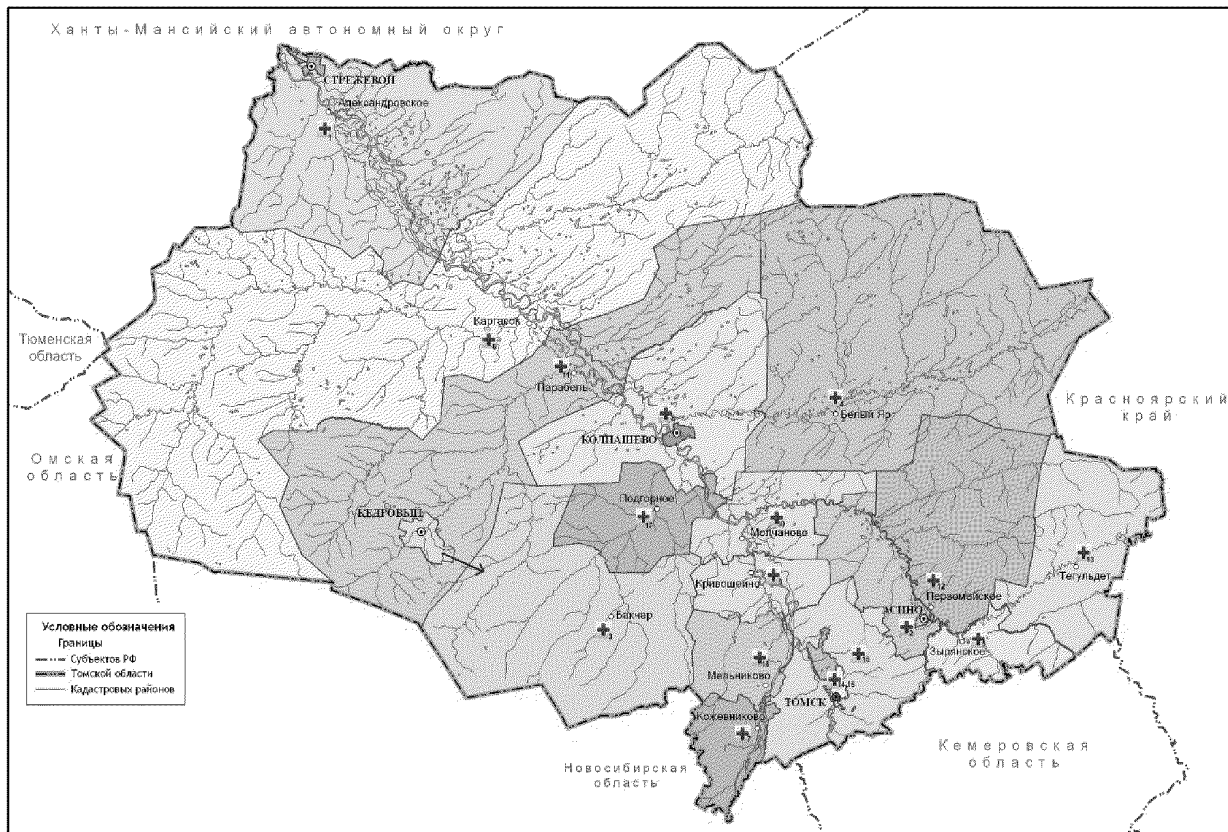 Ханты-Мансийский автономный округ
СТРЕЖЕВОЙ
Александровское
Тюменская
область
Каргасок
Парабель
Белый Яр
Красноярский
край
КОЛПАШЕВО
Омская
область
Подгорное
КЕДРОВЫЙ
Молчаново
Тегульдет
Кривошеино
Первомайское
АСИНО
Бакчар
Зырянское
Мельниково
ТОМСК
Кожевниково
Кемеровская
область
Новосибирская
область
Условные обозначения
Границы
Субъектов РФ
Томской области
Кадастровых районов